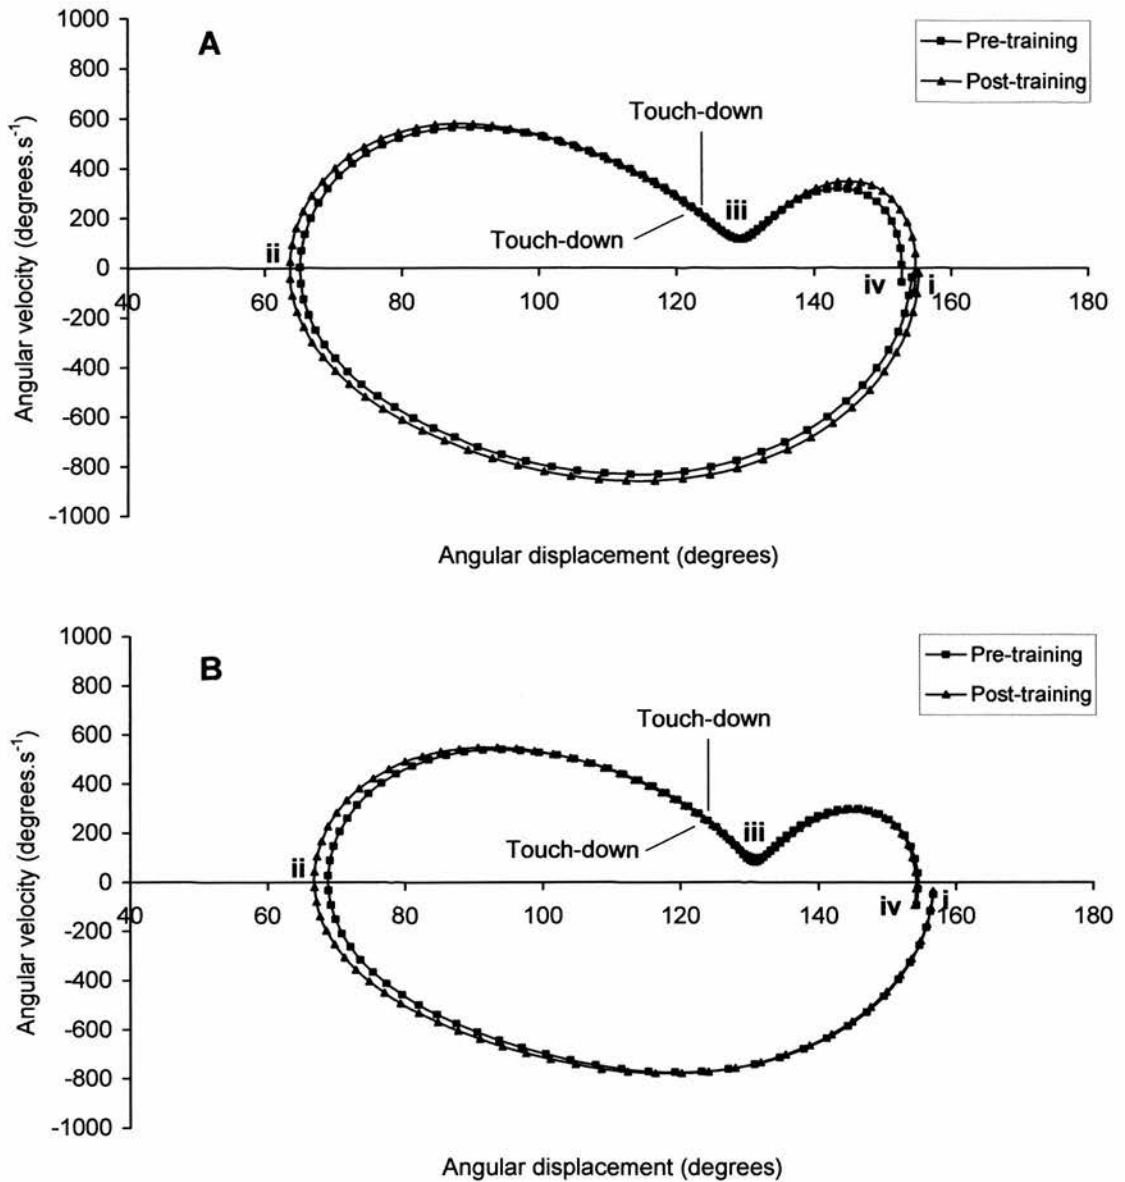 1000
A
Pre-training
Post-training
800
600
400
200
0
-200
-400
-600
-800
-1000
Touch-down
Touch-down
iii
ii
iv
i
40 60 80 100 120 140 160 180
Angular velocity (degrees.s-1)
Angular displacement (degrees)
1000
B
Pre-training
Post-training
800
600
400
200
0
-200
-400
-600
-800
-1000
Touch-down
Touch-down
iii
ii
iv
i
40 60 80 100 120 140 160 180
Angular velocity (degrees.s-1)
Angular displacement (degrees)